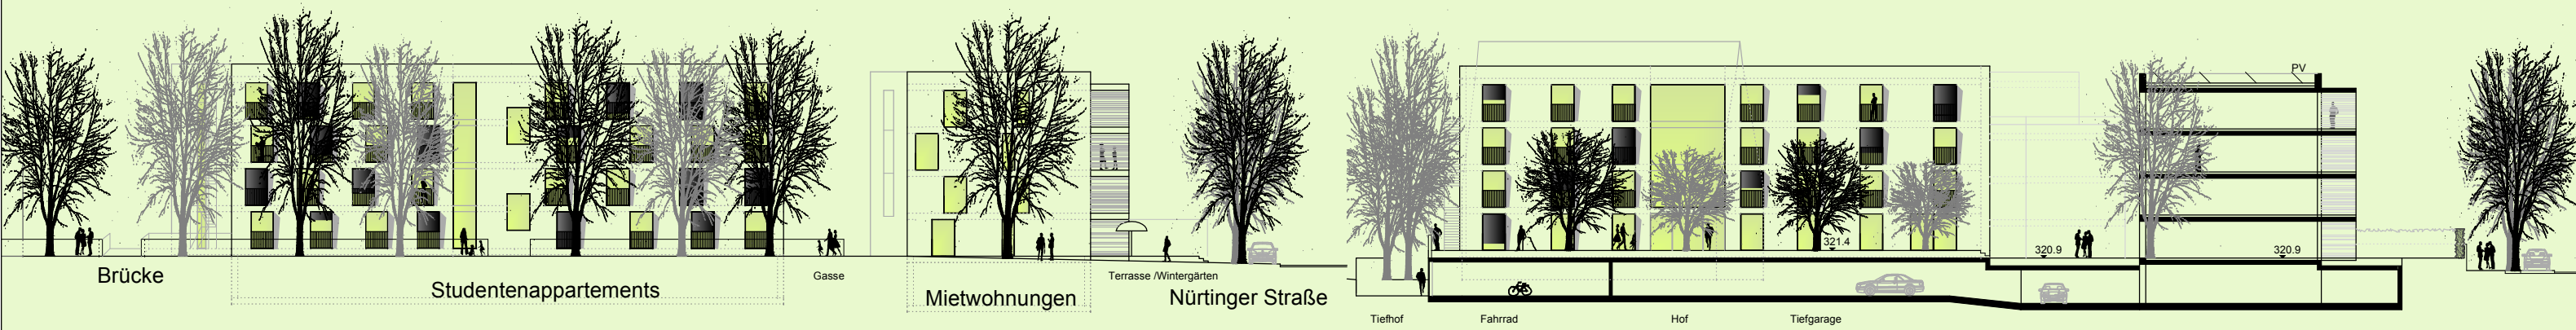 PV
321.4
320.9
320.9
Brücke
Studentenappartements
Gasse
Mietwohnungen
Terrasse /Wintergärten
Nürtinger Straße
Tiefhof
Fahrrad
Hof
Tiefgarage